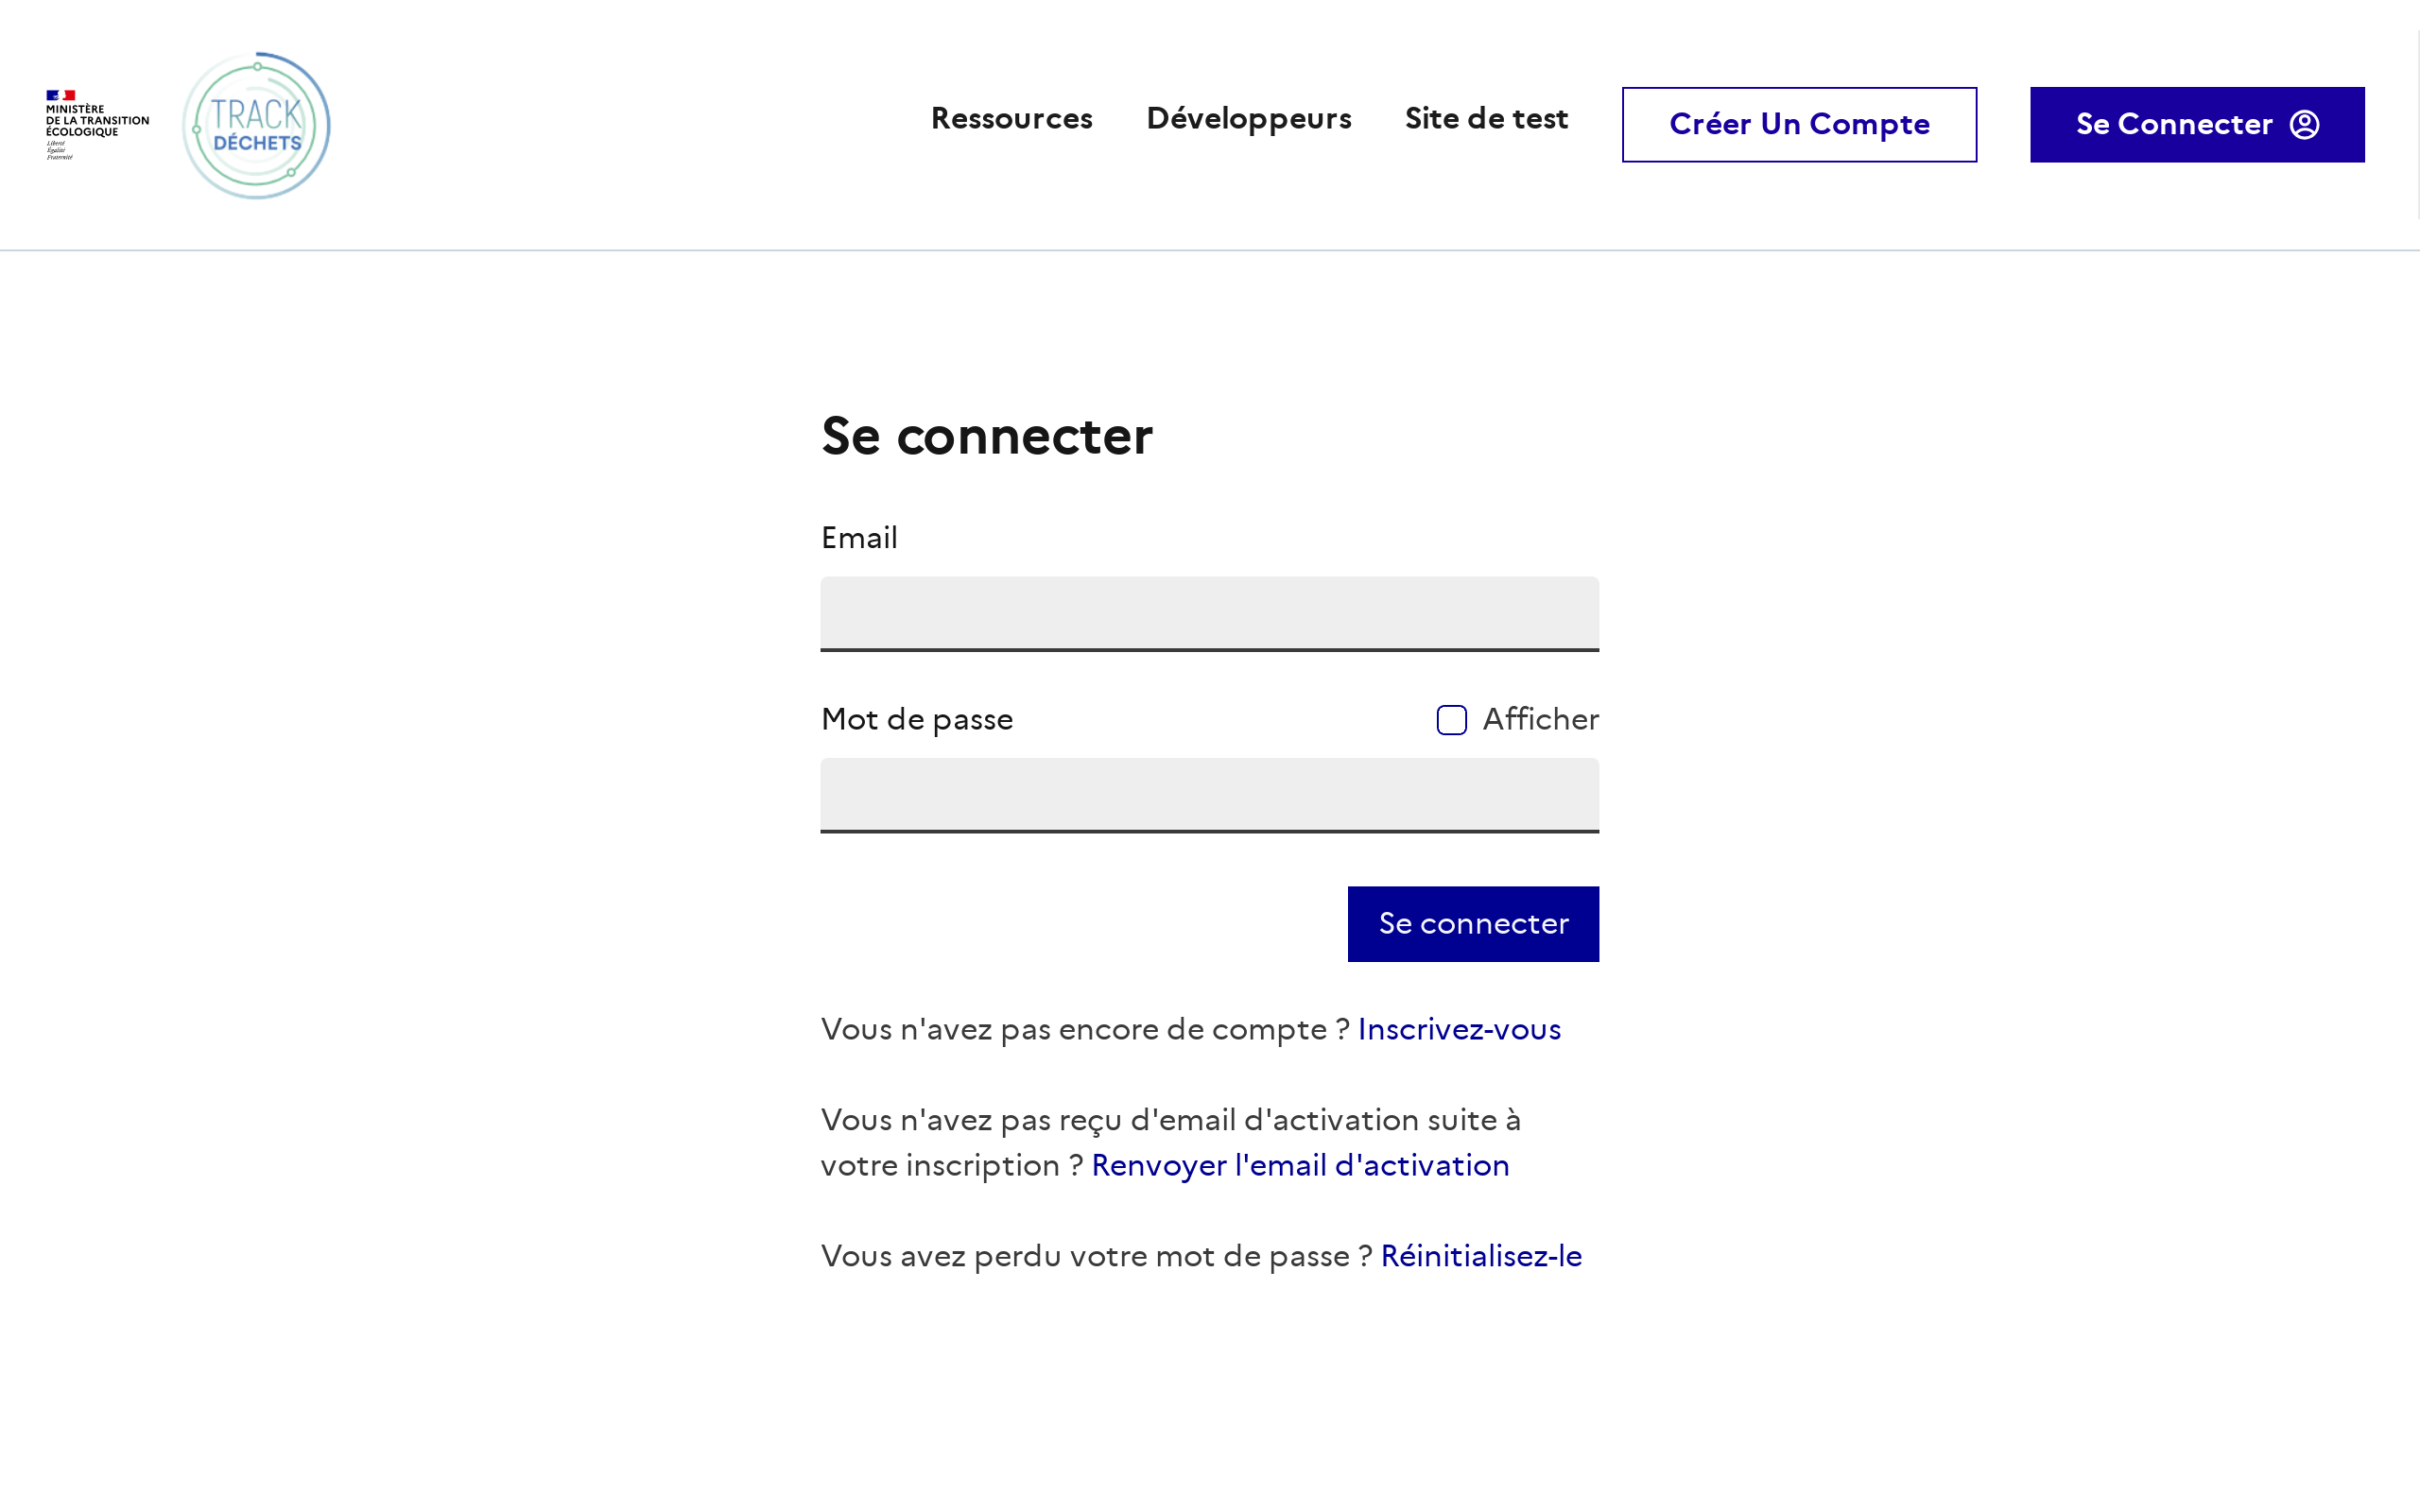 MINISTÈRE
DE LA TRANSITION
ÉCOLOGIQUE
Liberté
Égalité
Fraternité
TRACK
DÉCHETS
Ressources
Développeurs
Site de test
Créer Un Compte
Se Connecter
Se connecter
Email
Mot de passe
Afficher
Se connecter
Vous n'avez pas encore de compte ? Inscrivez-vous
Vous n'avez pas reçu d'email d'activation suite à
votre inscription ? Renvoyer l'email d'activation
Vous avez perdu votre mot de passe ? Réinitialisez-le